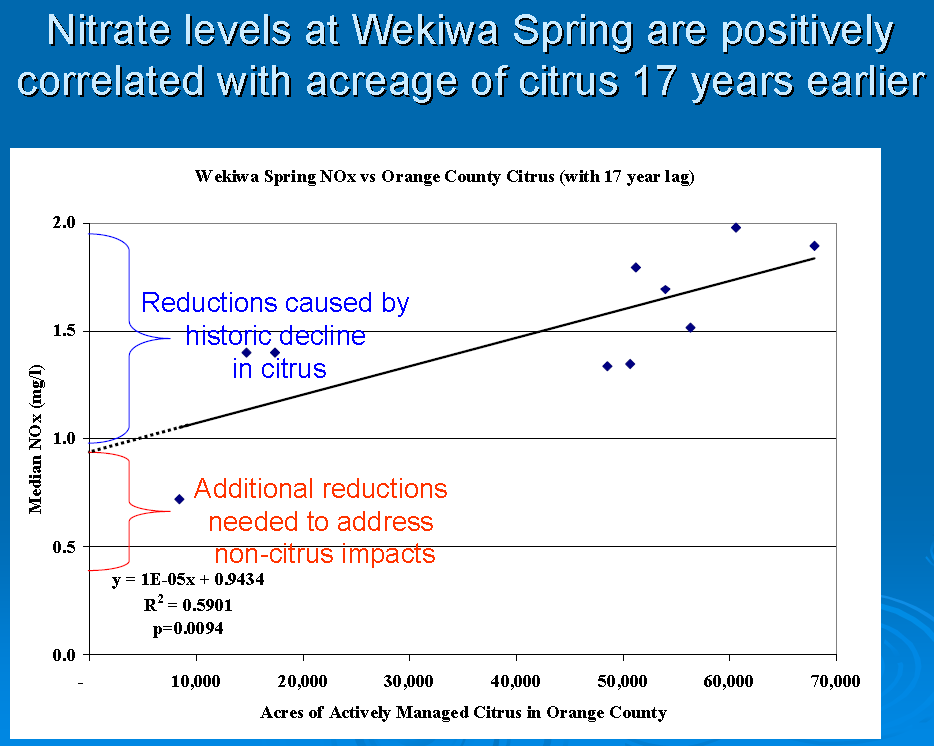 Nitrate levels at Wekiwa Spring are positively
correlated with acreage of citrus 17 years earlier
Wekiwa Spring NOx vs Orange County Citrus (with 17 year lag)
Median NOx (mg/l)
2.0
1.5
1.0
0.5
0.0
Reductions caused by
historic decline
in citrus
Additional reductions
needed to address
non-citrus impacts
y = 1E-05x + 0.9434
R² = 0.5901
p=0.0094
- 10,000 20,000 30,000 40,000 50,000 60,000 70,000
Acres of Actively Managed Citrus in Orange County